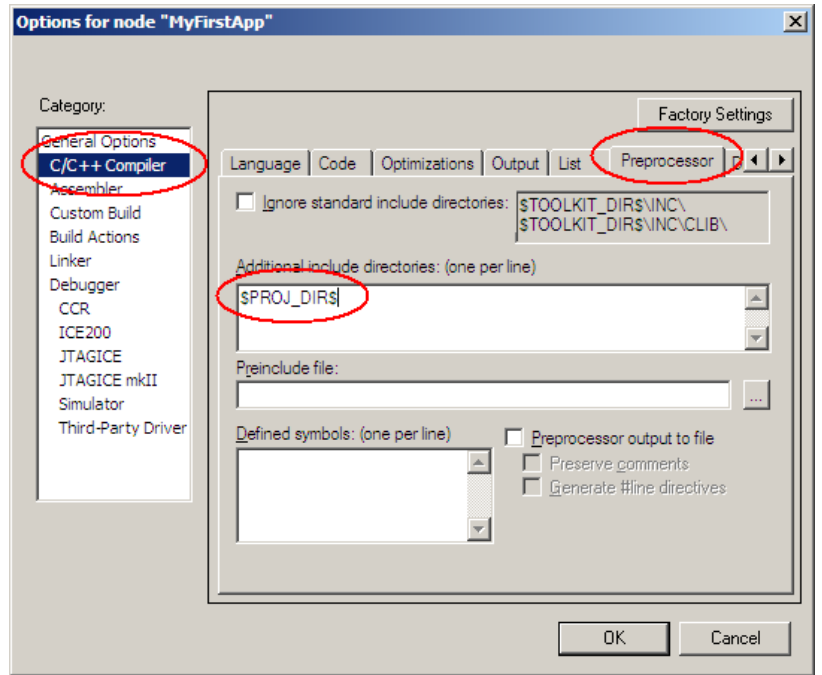 Options for node "MyFirstApp"
Category:
Factory Settings
General Options
C/C++ Compiler
Assembler
Custom Build
Build Actions
Linker
Debugger
CCR
ICE200
JTAGICE
JTAGICE mkII
Simulator
Third-Party Driver
Language Code Optimizations Output List Preprocessor D
Ignore standard include directories:
$TOOLKIT_DIR$\INC\
$TOOLKIT_DIR$\INC\CLIB\
Additional include directories: (one per line)
$PROJ_DIR$
Preinclude file:
...
Defined symbols: (one per line)
Preprocessor output to file
Preserve comments
Generate #line directives
OK Cancel